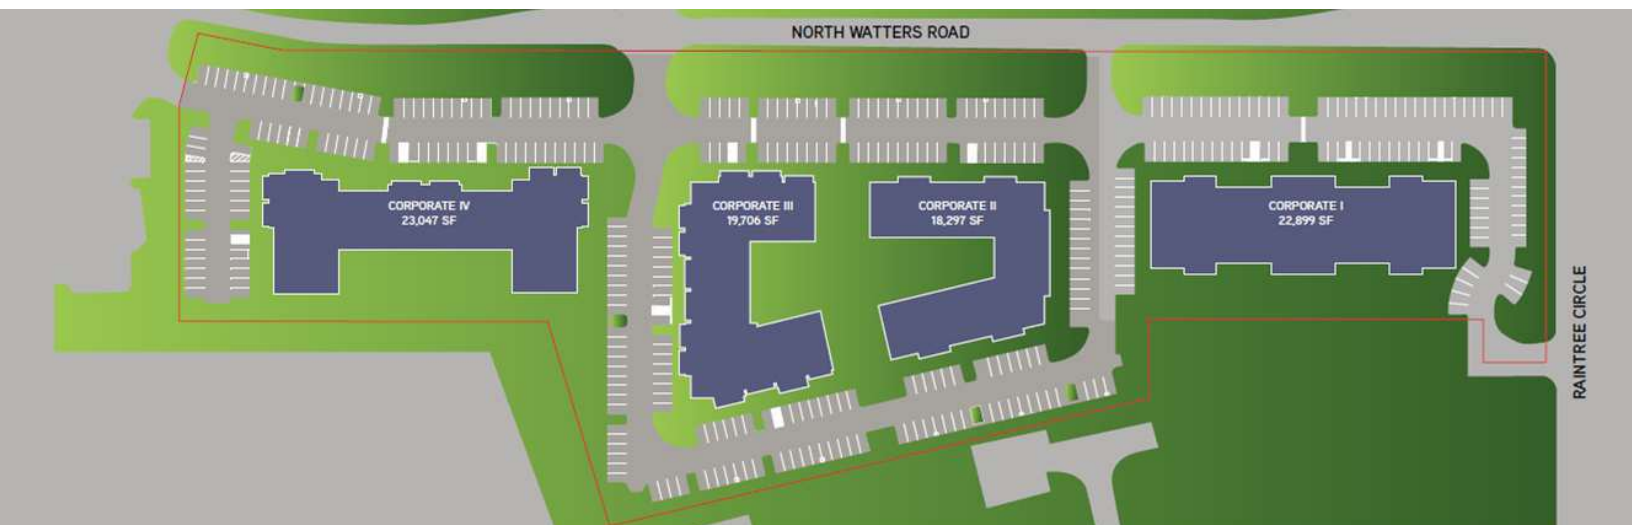 NORTH WATTERS ROAD
CORPORATE IV
23,047 SF
CORPORATE III
19,706 SF
CORPORATE II
18,297 SF
CORPORATE I
22,899 SF
RAINTREE CIRCLE